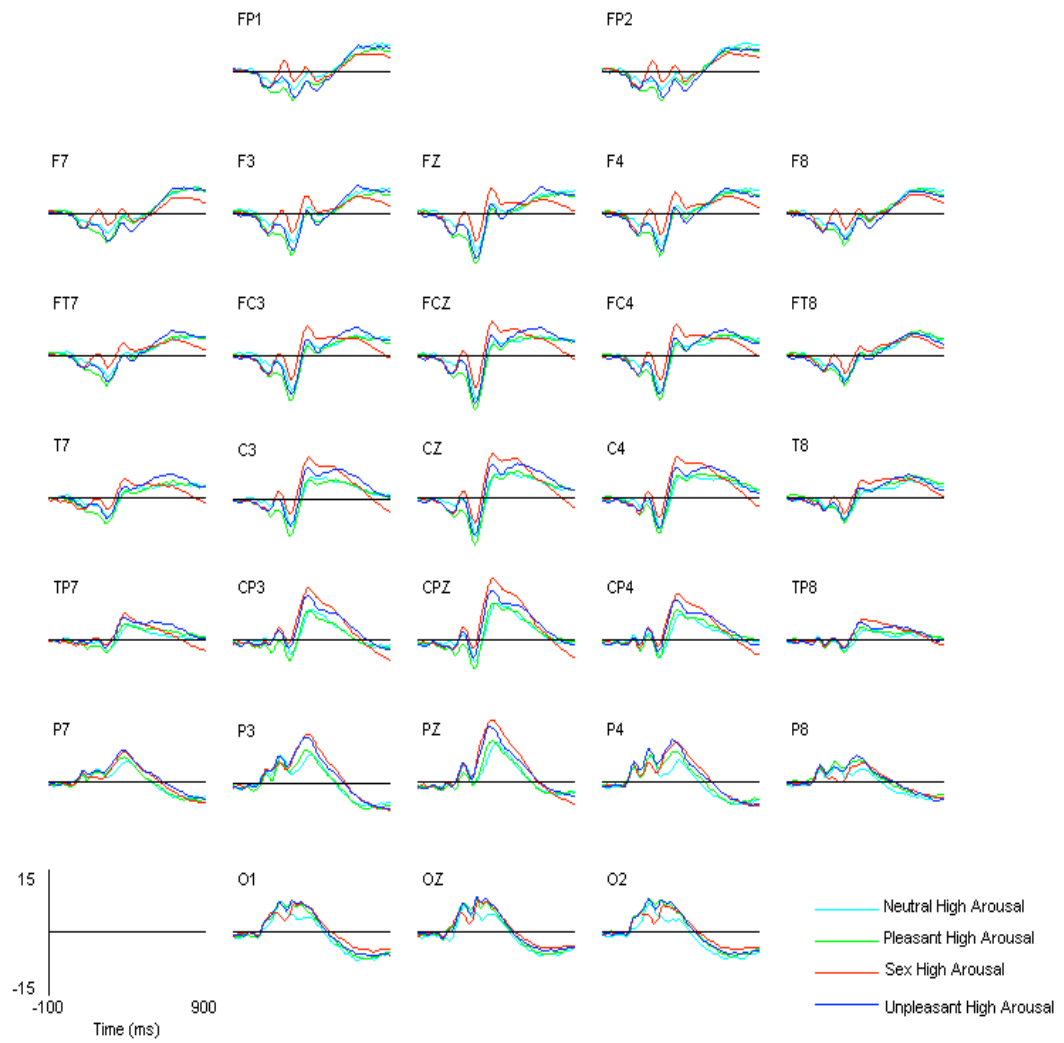 FP1 FP2
F7 F3 FZ F4 F8
FT7 FC3 FCZ FC4 FT8
T7 C3 CZ C4 T8
TP7 CP3 CPZ CP4 TP8
P7 P3 PZ P4 P8
15 O1 OZ O2
Neutral High Arousal
Pleasant High Arousal
Sex High Arousal
-15
Unpleasant High Arousal
-100 900
Time (ms)